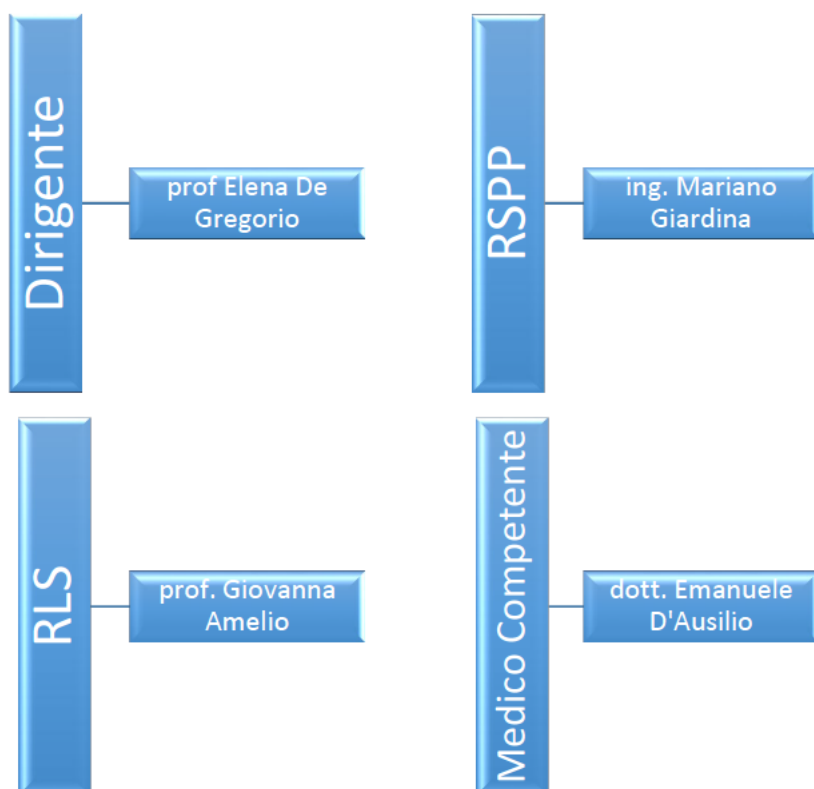 Dirigente
prof Elena De
Gregorio
RSPP
ing. Mariano
Giardina
RLS
prof. Giovanna
Amelio
Medico Competente
dott. Emanuele
D'Ausilio